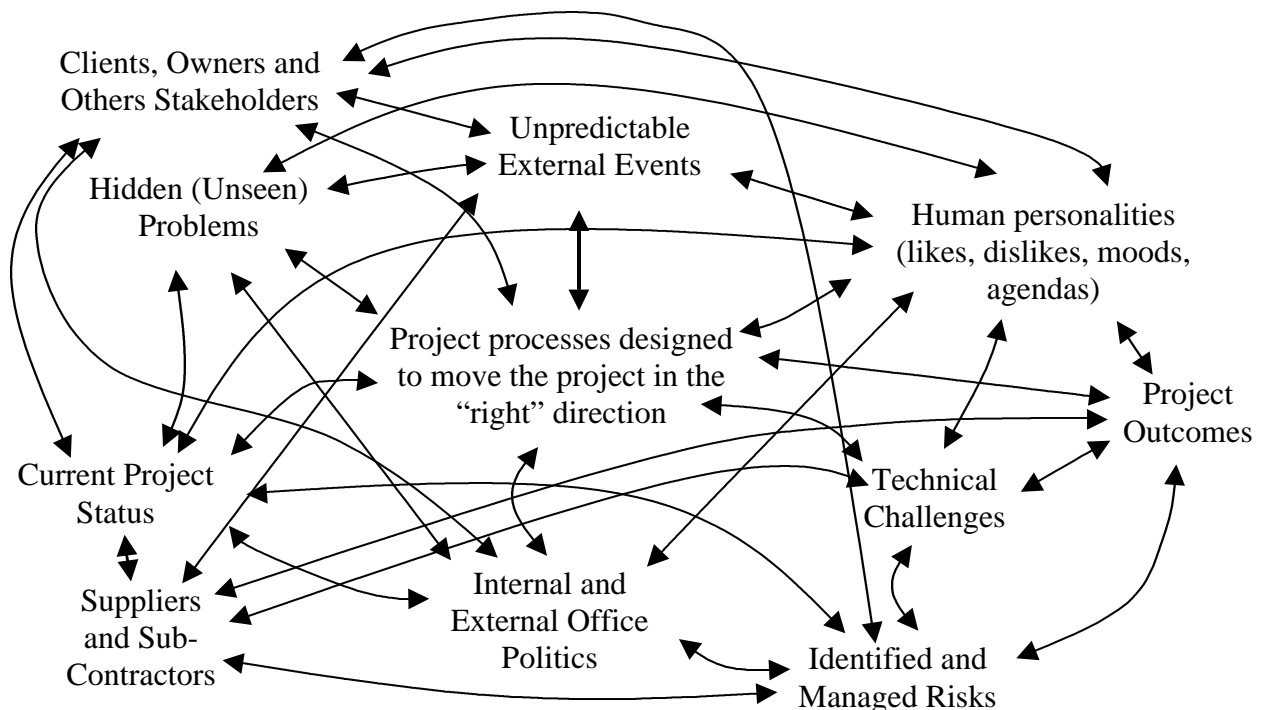 Clients, Owners and
Others Stakeholders
Unpredictable
External Events
Hidden (Unseen)
Problems
Human personalities
(likes, dislikes, moods,
agendas)
Project processes designed
to move the project in the
“right” direction
Project
Outcomes
Current Project
Status
Technical
Challenges
Suppliers
and Sub-
Contractors
Internal and
External Office
Politics
Identified and
Managed Risks